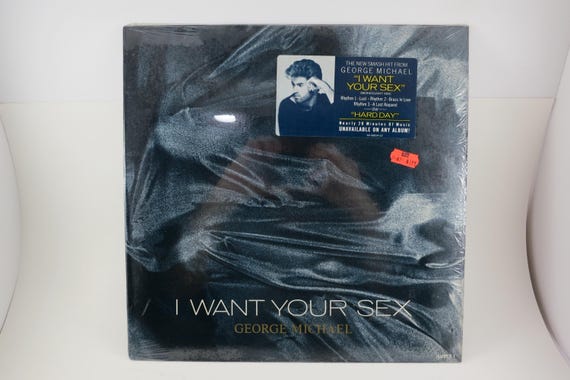 THE NEW SMASH HIT FROM
GEORGE MICHAEL
"I WANT
YOUR SEX"
Rhythm 1 - Lust - Rhythm 2 - Brass In Love
Rhythm 3 - A Last Request
"HARD DAY"
Nearly 20 Minutes Of Music
UNAVAILABLE ON ANY ALBUM!
I WANT YOUR SEX
GEORGE MICHAEL